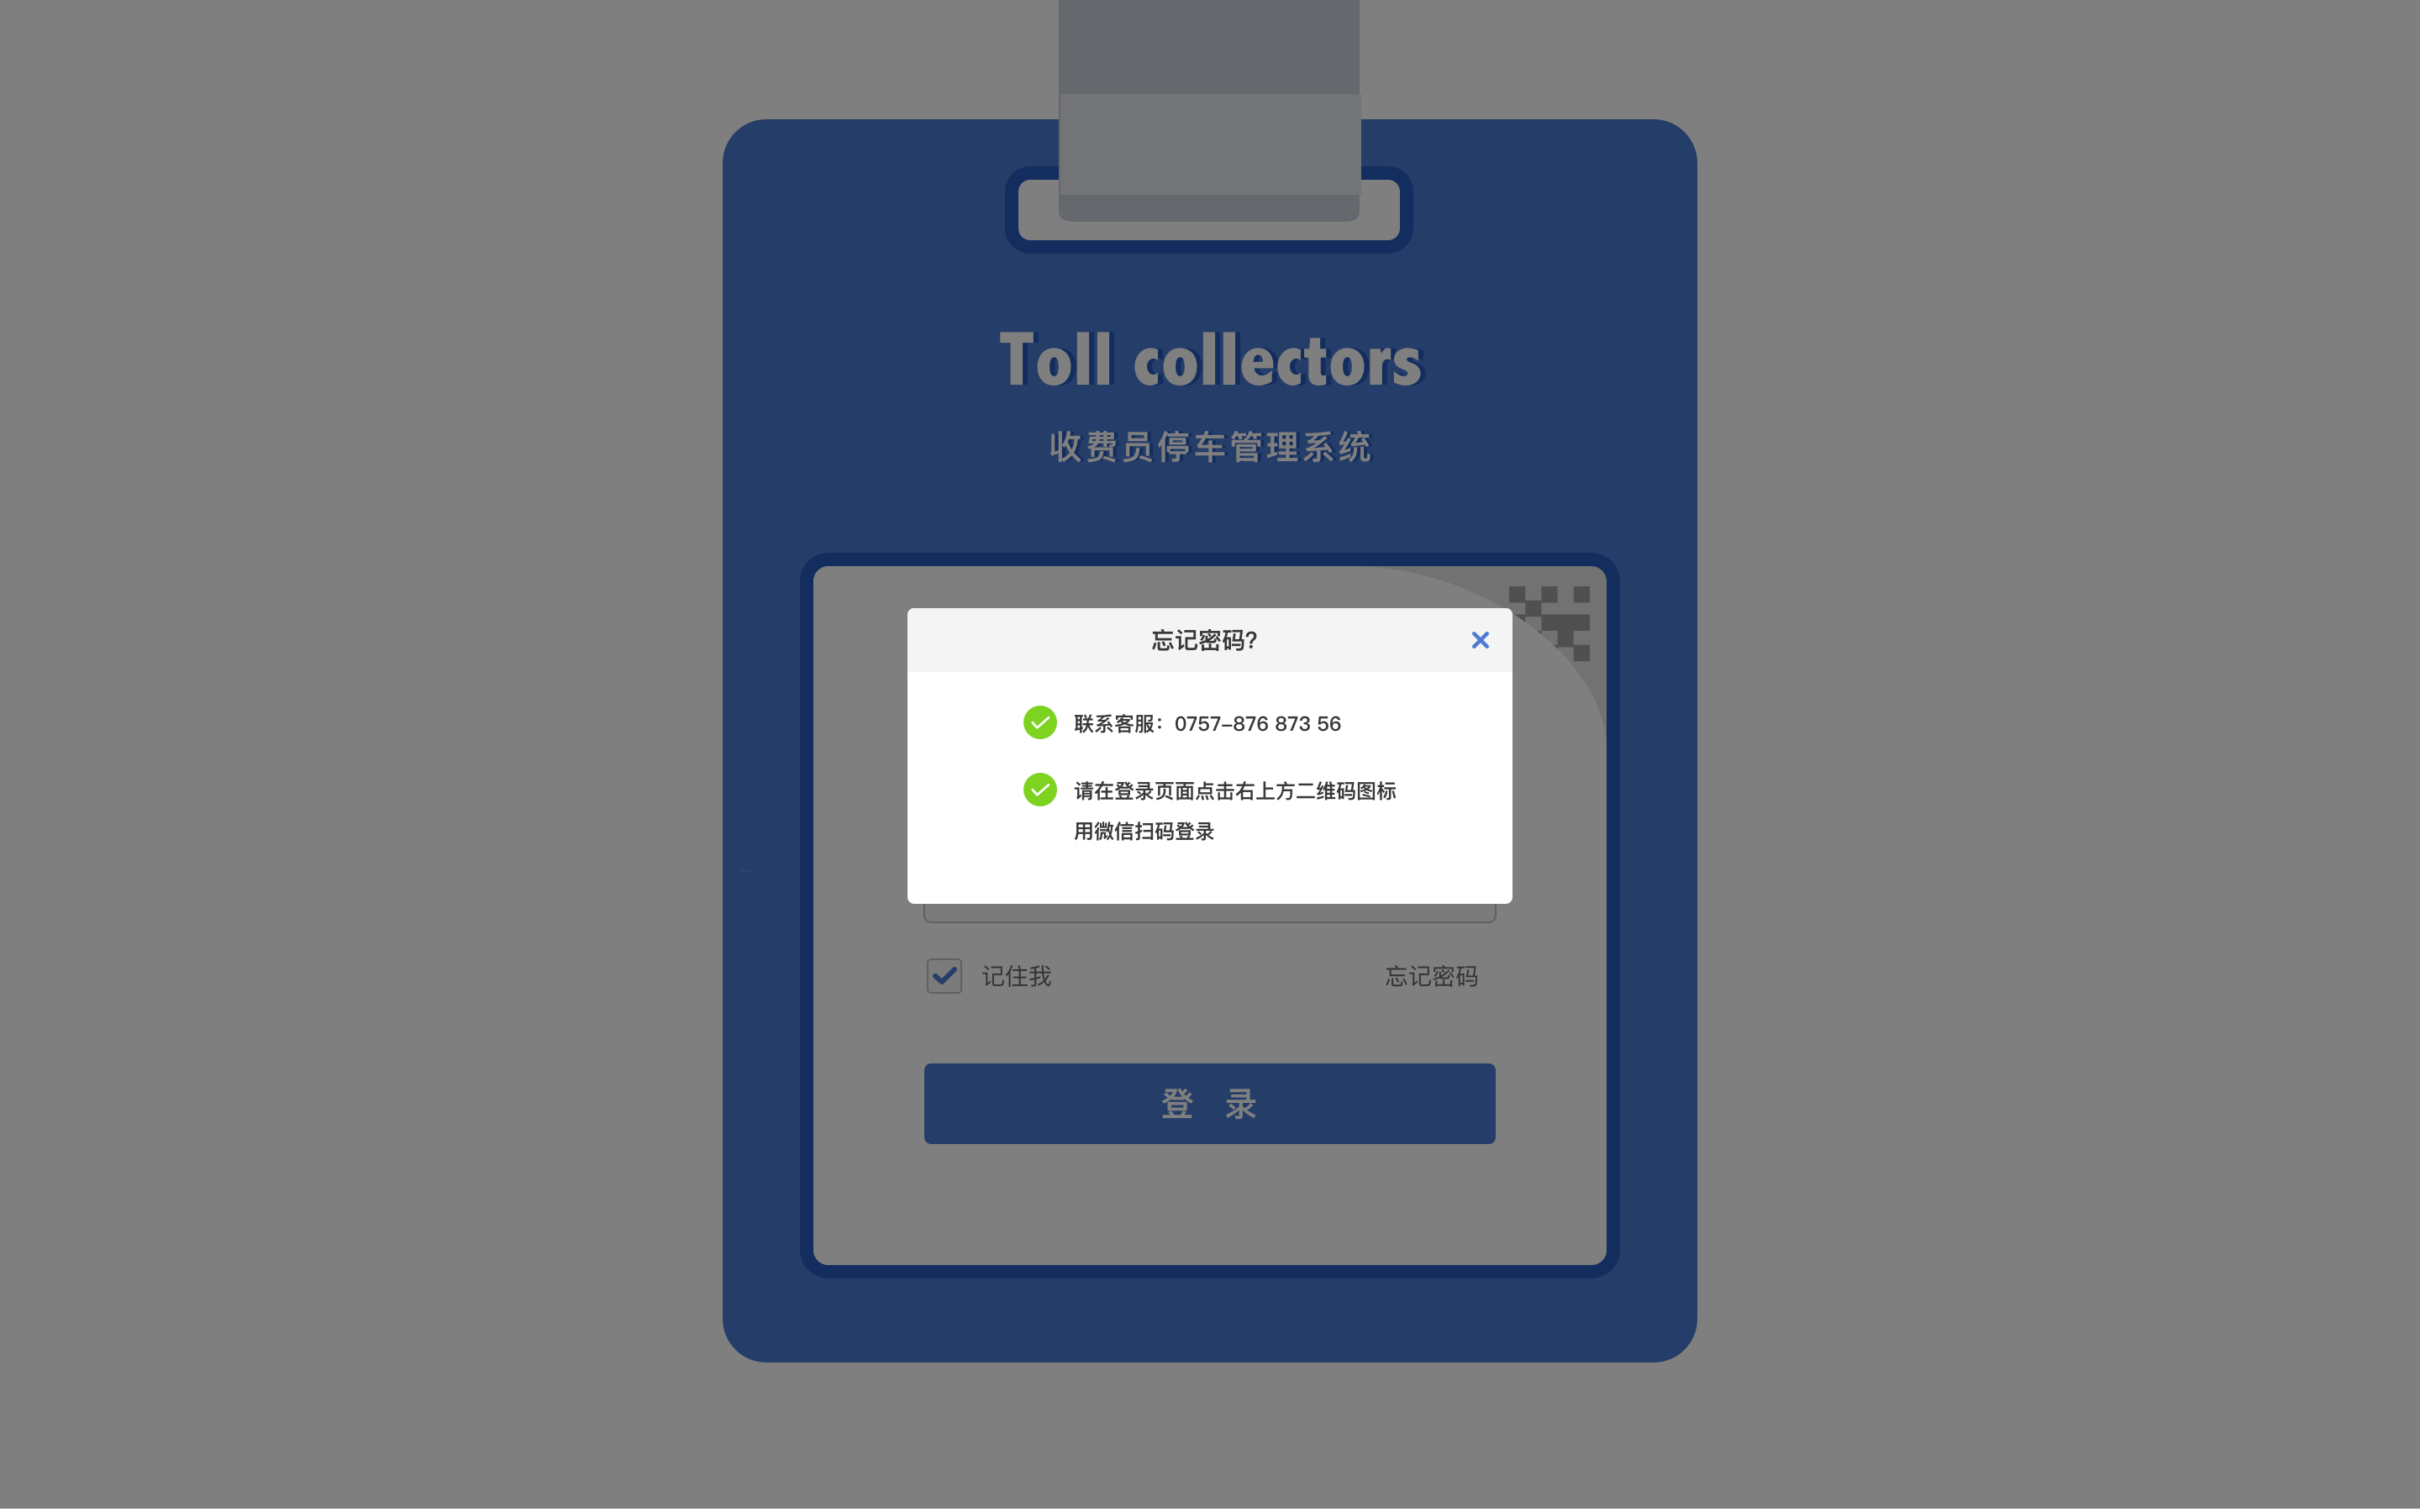 Toll collectors
收费员停车管理系统
忘记密码?
联系客服：0757-876 873 56
请在登录页面点击右上方二维码图标
用微信扫码登录
记住我
忘记密码
登 录